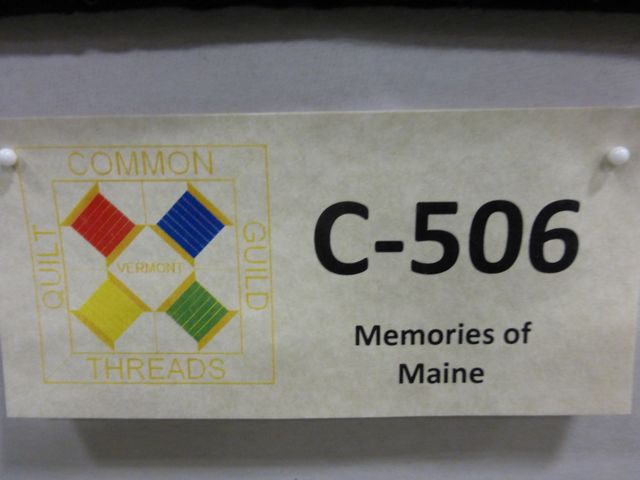 COMMON
QUILT
VERMONT
GUILD
THREADS
C-506
Memories of
Maine